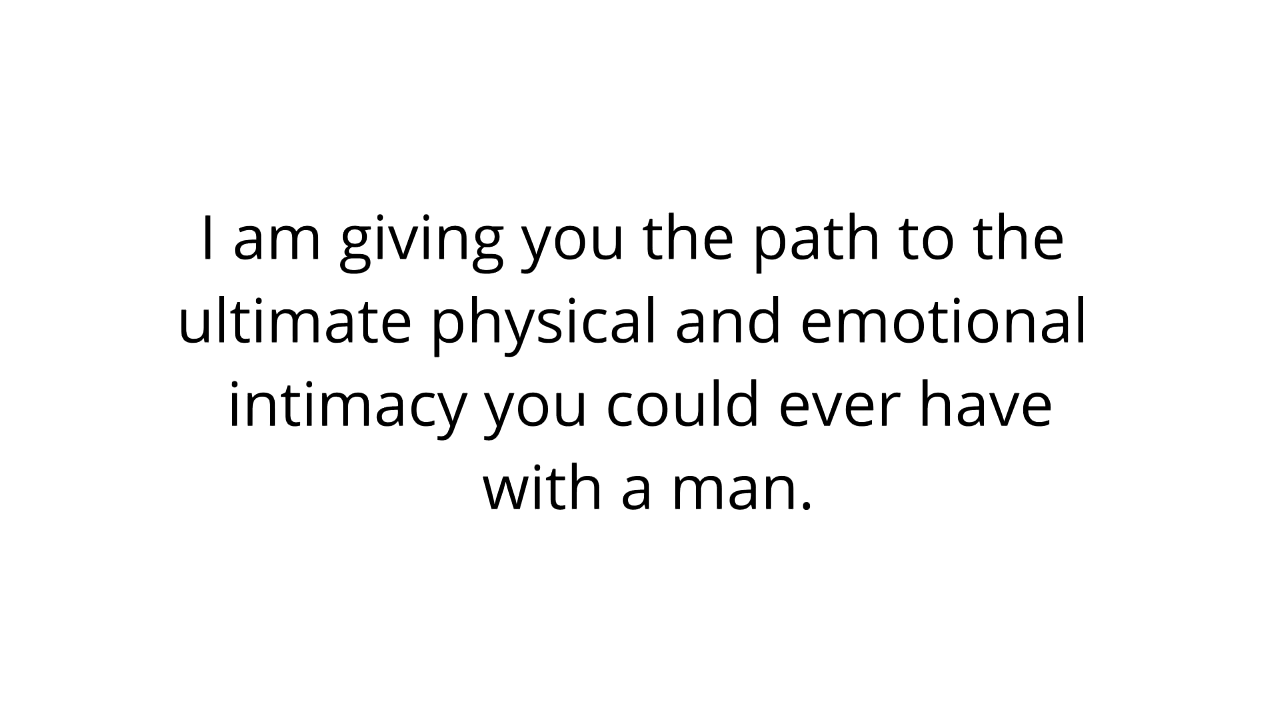 I am giving you the path to the
ultimate physical and emotional
intimacy you could ever have
with a man.